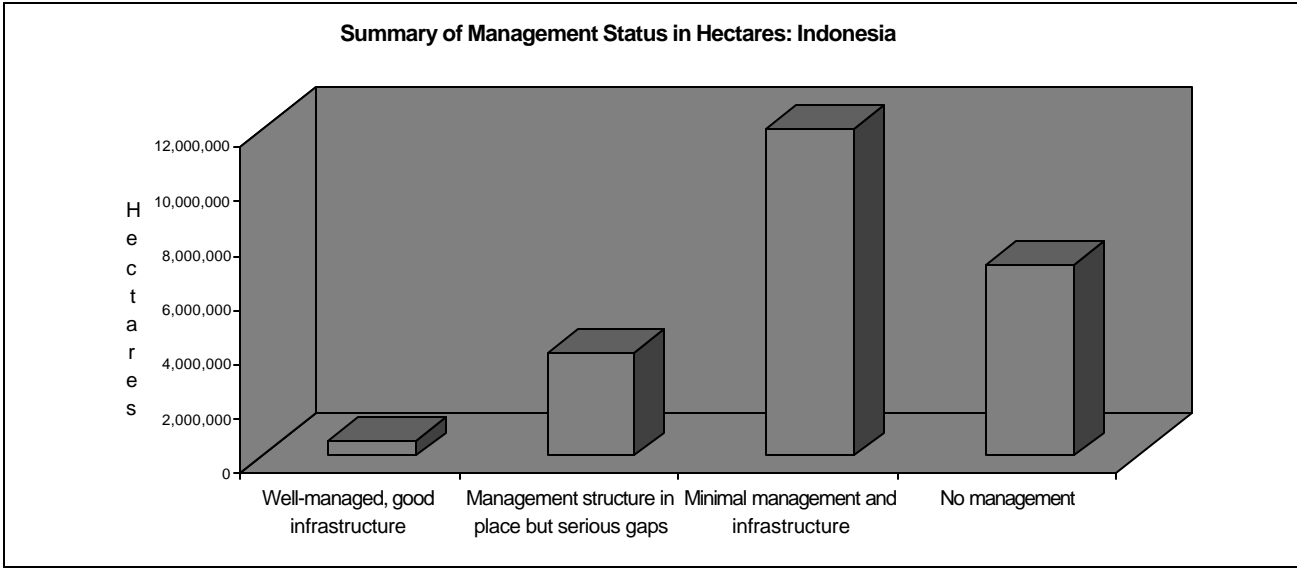 Summary of Management Status in Hectares: Indonesia
12,000,000
10,000,000
8,000,000
6,000,000
4,000,000
2,000,000
0
Hectares
Well-managed, good
infrastructure
Management structure in
place but serious gaps
Minimal management and
infrastructure
No management